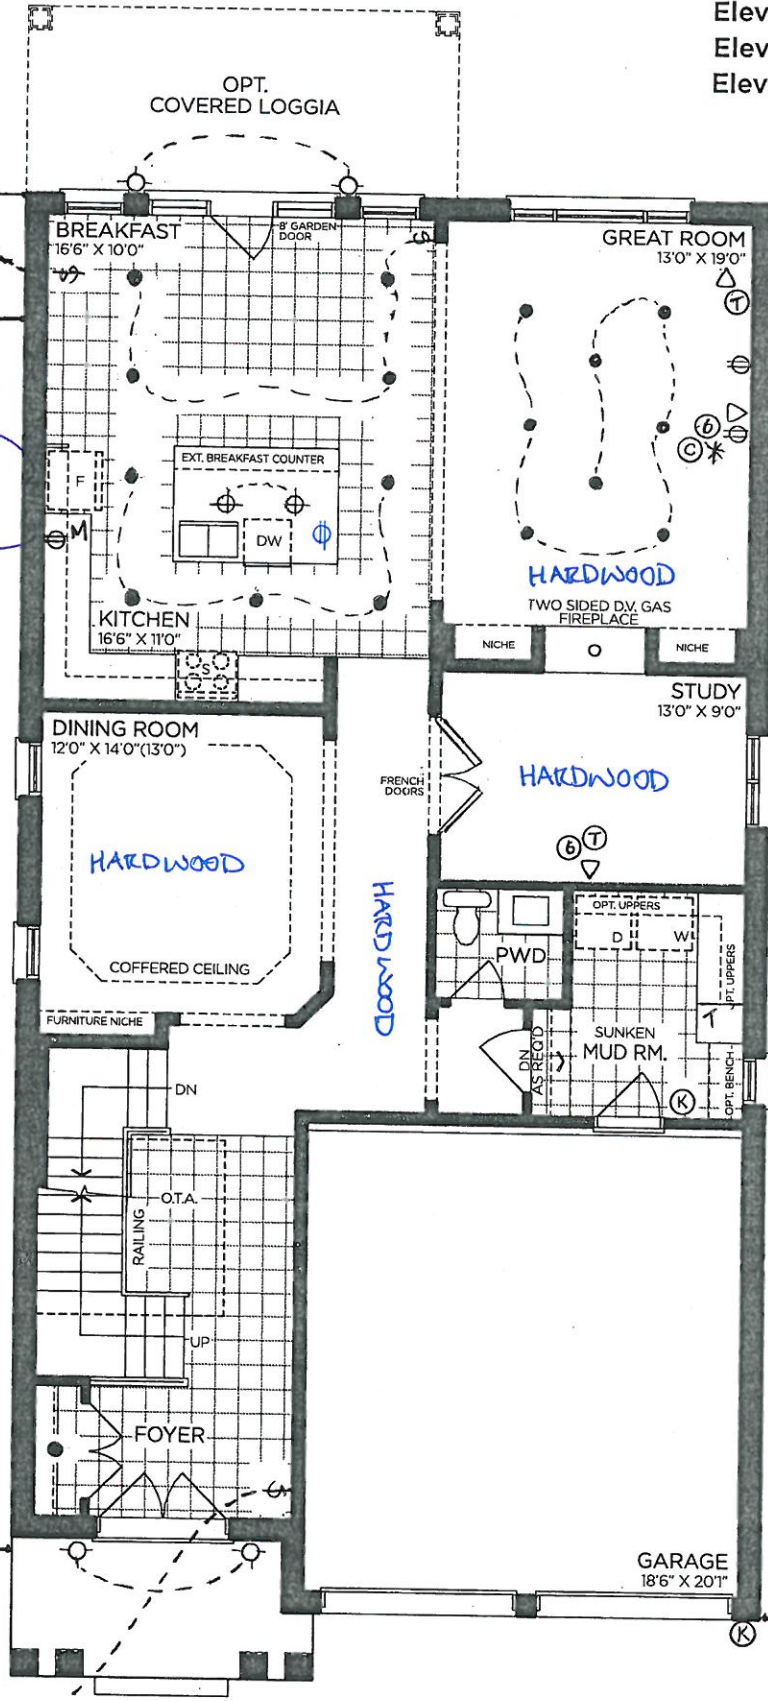 Elev
Elev
Elev
OPT.
COVERED LOGGIA
BREAKFAST
16'6" X 10'0"
8' GARDEN
DOOR
S
S
GREAT ROOM
13'0" X 19'0"
T
6
C
EXT. BREAKFAST COUNTER
F
M
DW
HARDWOOD
KITCHEN
16'6" X 11'0"
TWO SIDED D.V. GAS
FIREPLACE
NICHE
O
NICHE
S
STUDY
13'0" X 9'0"
DINING ROOM
12'0" X 14'0"(13'0")
FRENCH
DOORS
HARDWOOD
HARDWOOD
6 T
HARDWOOD
OPT. UPPERS
D
W
PWD
OPT. UPPERS
COFFERED CEILING
FURNITURE NICHE
T
SUNKEN
MUD RM.
DN
AS REQ'D
OPT. BENCH
K
DN
O.T.A.
RAILING
UP
FOYER
S
GARAGE
18'6" X 20'1"
K